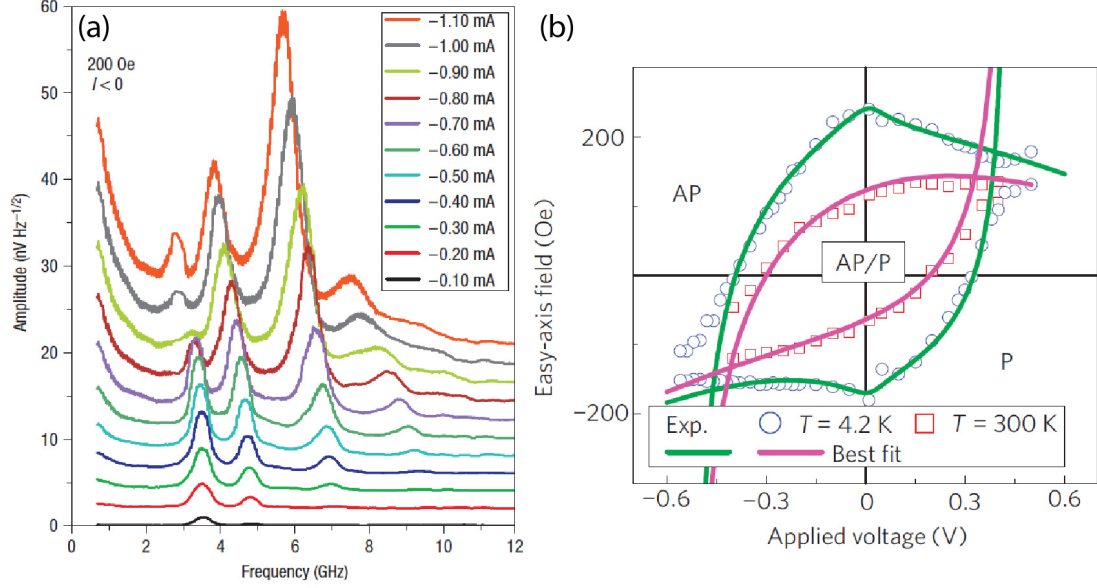 (a)
60
50
40
30
20
10
0
Amplitude (nV Hz⁻¹ᐟ²)
200 Oe
I < 0
−1.10 mA
−1.00 mA
−0.90 mA
−0.80 mA
−0.70 mA
−0.60 mA
−0.50 mA
−0.40 mA
−0.30 mA
−0.20 mA
−0.10 mA
0 2 4 6 8 10 12
Frequency (GHz)
(b)
200
−200
Easy-axis field (Oe)
AP
AP/P
P
Exp. T = 4.2 K T = 300 K
Best fit
−0.6 −0.3 0 0.3 0.6
Applied voltage (V)